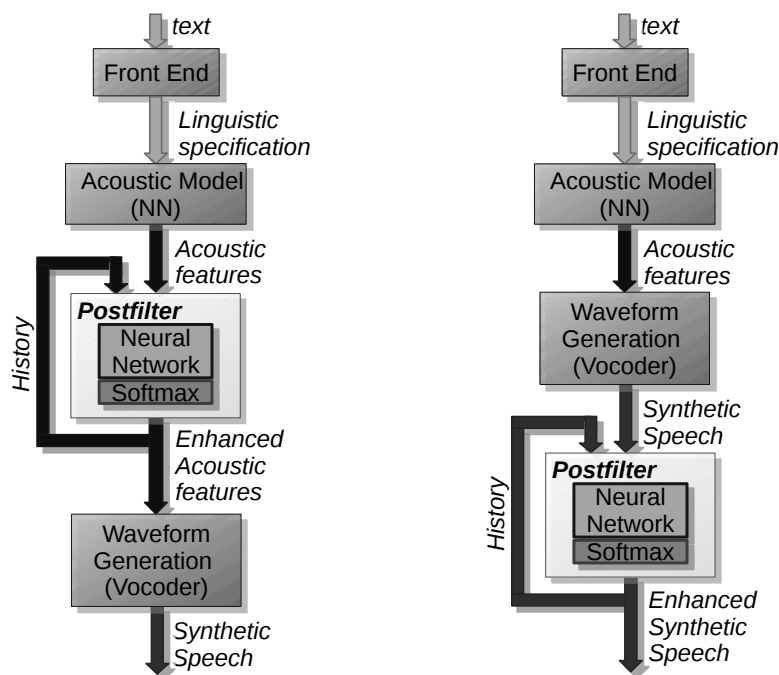 text
Front End
Linguistic
specification
Acoustic Model
(NN)
Acoustic
features
History
Postfilter
Neural
Network
Softmax
Enhanced
Acoustic
features
Waveform
Generation
(Vocoder)
Synthetic
Speech
text
Front End
Linguistic
specification
Acoustic Model
(NN)
Acoustic
features
Waveform
Generation
(Vocoder)
Synthetic
Speech
History
Postfilter
Neural
Network
Softmax
Enhanced
Synthetic
Speech